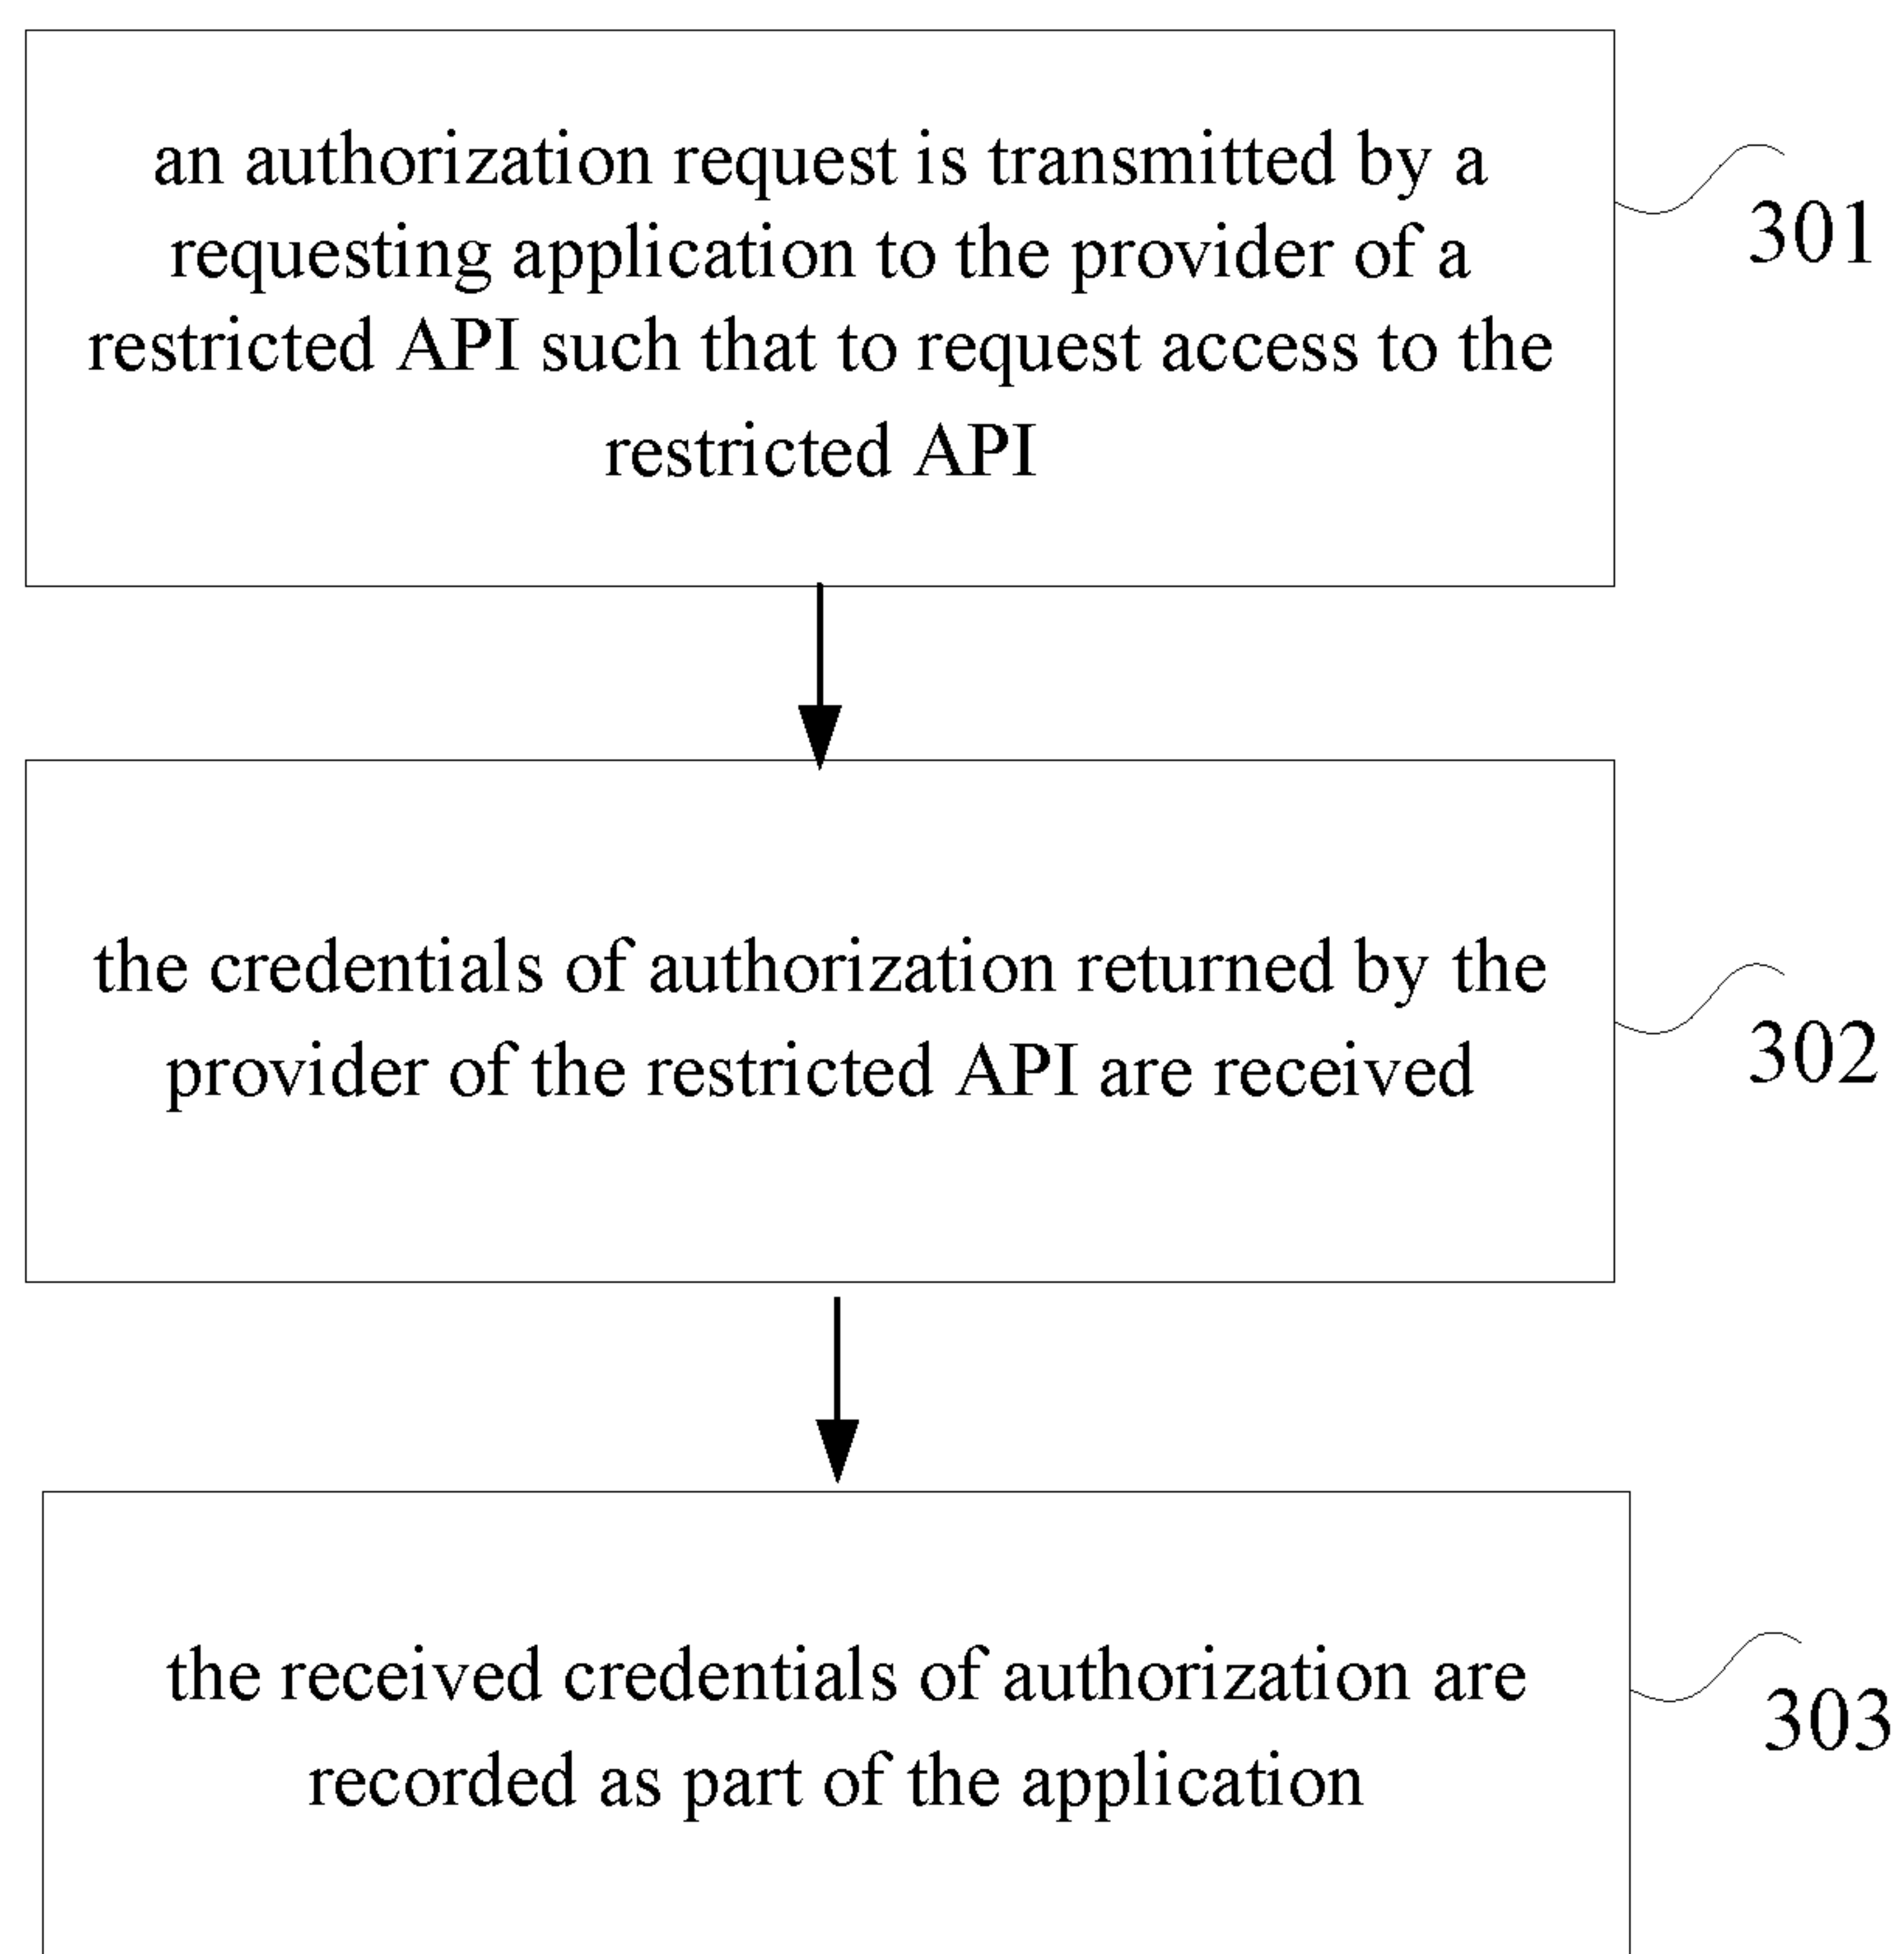 an authorization request is transmitted by a
requesting application to the provider of a
restricted API such that to request access to the
restricted API
301
the credentials of authorization returned by the
provider of the restricted API are received
302
the received credentials of authorization are
recorded as part of the application
303